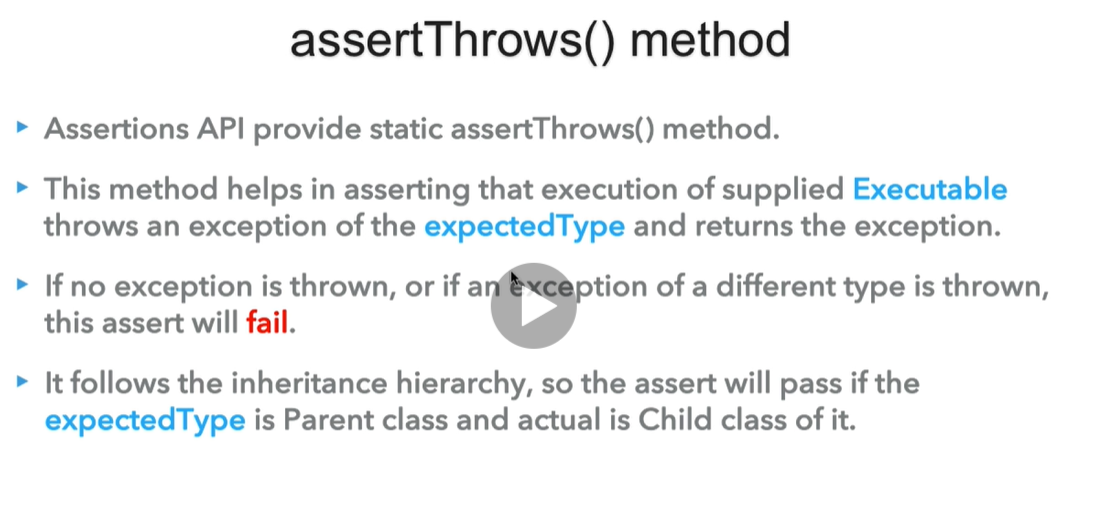 assertThrows() method
Assertions API provide static assertThrows() method.
This method helps in asserting that execution of supplied Executable
throws an exception of the expectedType and returns the exception.
If no exception is thrown, or if an exception of a different type is thrown,
this assert will fail.
It follows the inheritance hierarchy, so the assert will pass if the
expectedType is Parent class and actual is Child class of it.